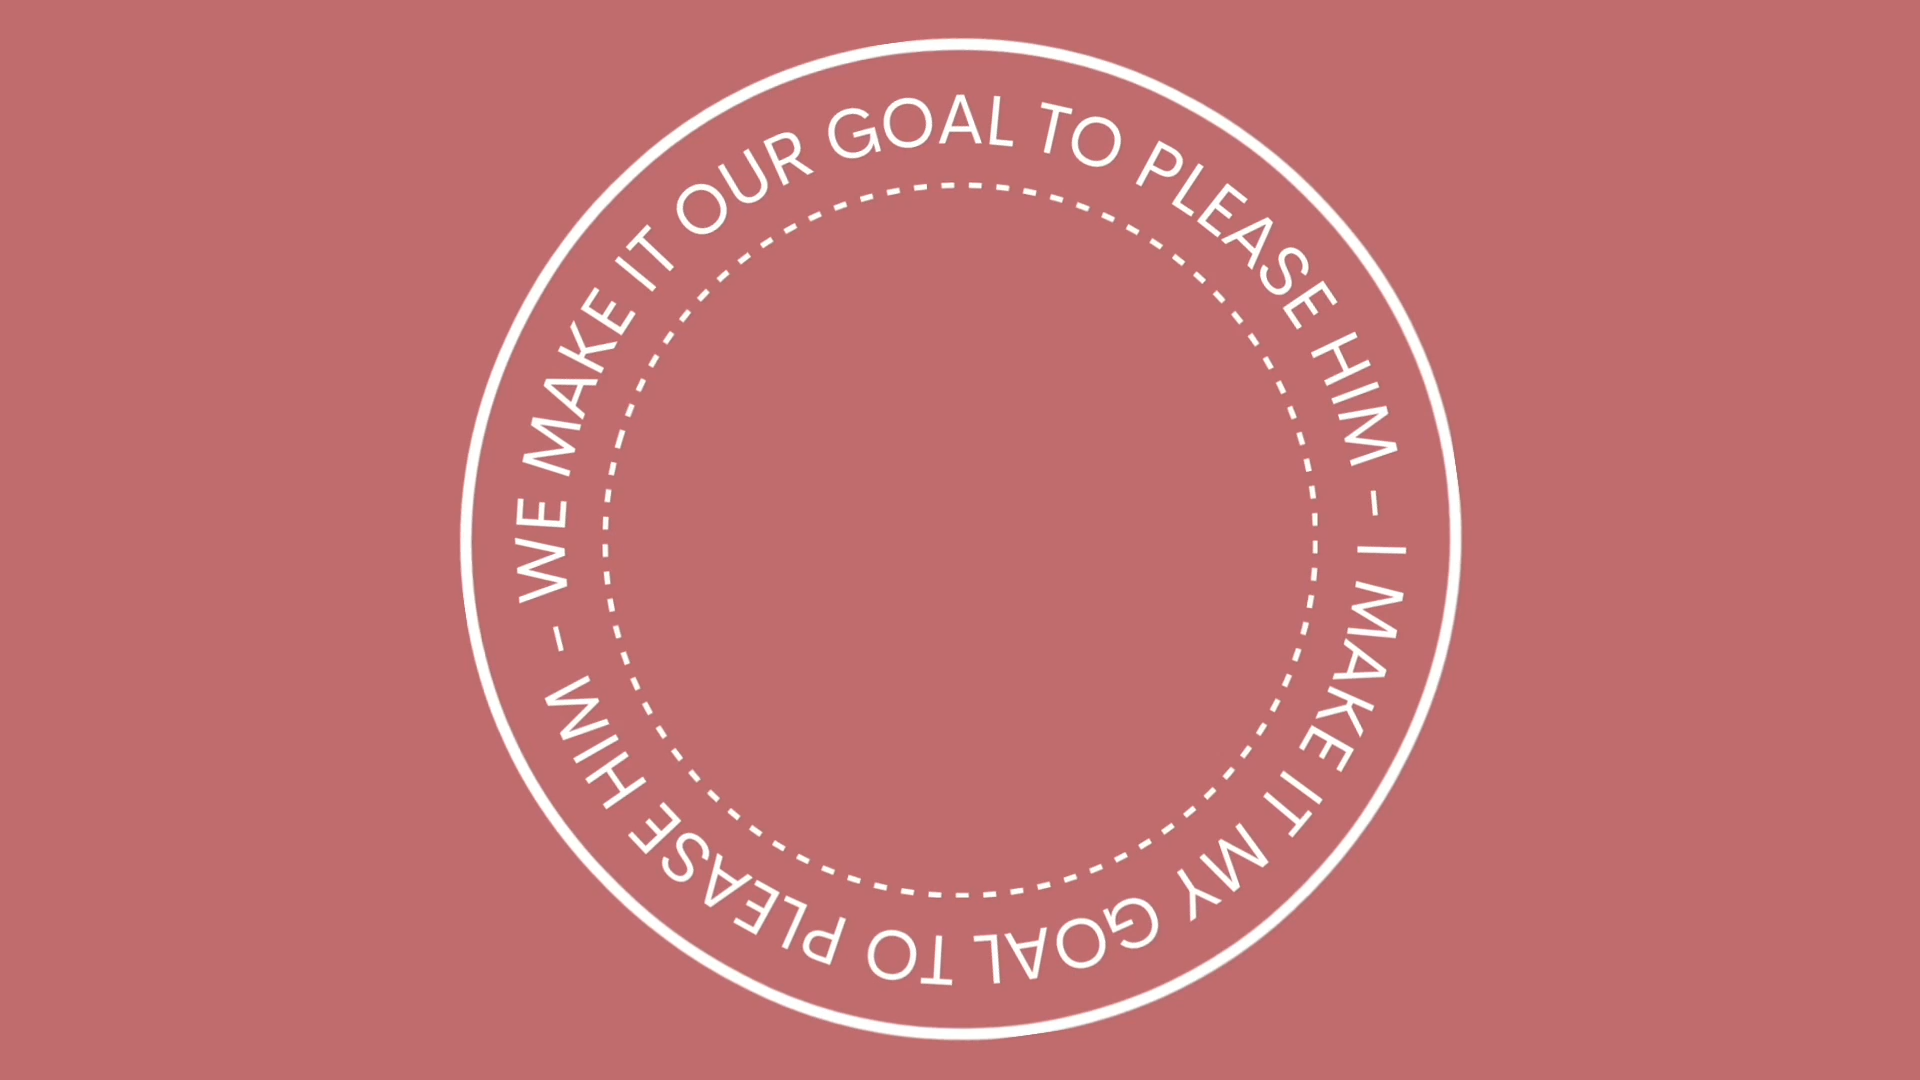 WE MAKE IT OUR GOAL TO PLEASE HIM –
I MAKE IT MY GOAL TO PLEASE HIM –